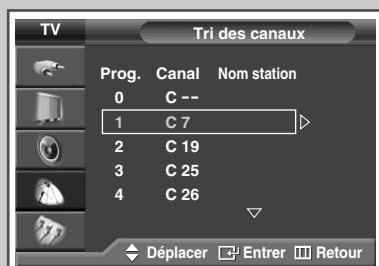 TV Tri des canaux
Prog. Canal Nom station
0 C --
1 C 7
2 C 19
3 C 25
4 C 26
Déplacer Entrer Retour